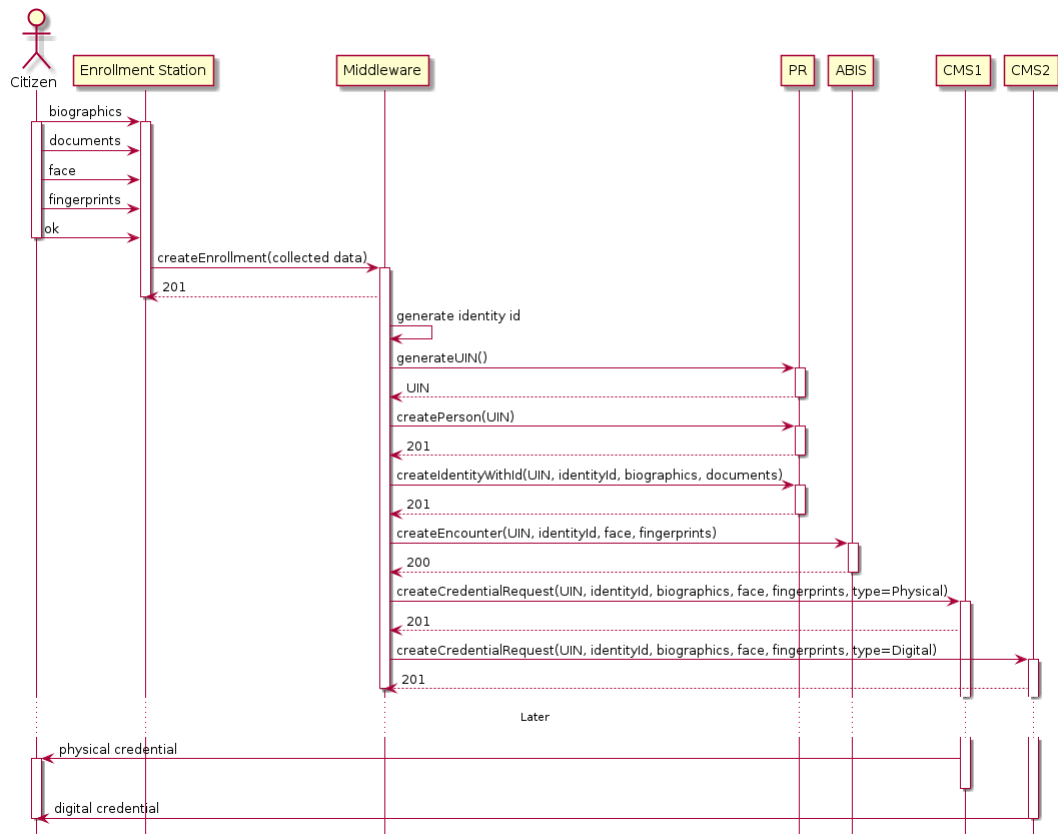 Citizen
Enrollment Station
Middleware
PR
ABIS
CMS1
CMS2
biographics
documents
face
fingerprints
ok
createEnrollment(collected data)
201
generate identity id
generateUIN()
UIN
createPerson(UIN)
201
createIdentityWithId(UIN, identityId, biographics, documents)
201
createEncounter(UIN, identityId, face, fingerprints)
200
createCredentialRequest(UIN, identityId, biographics, face, fingerprints, type=Physical)
201
createCredentialRequest(UIN, identityId, biographics, face, fingerprints, type=Digital)
201
Later
physical credential
digital credential